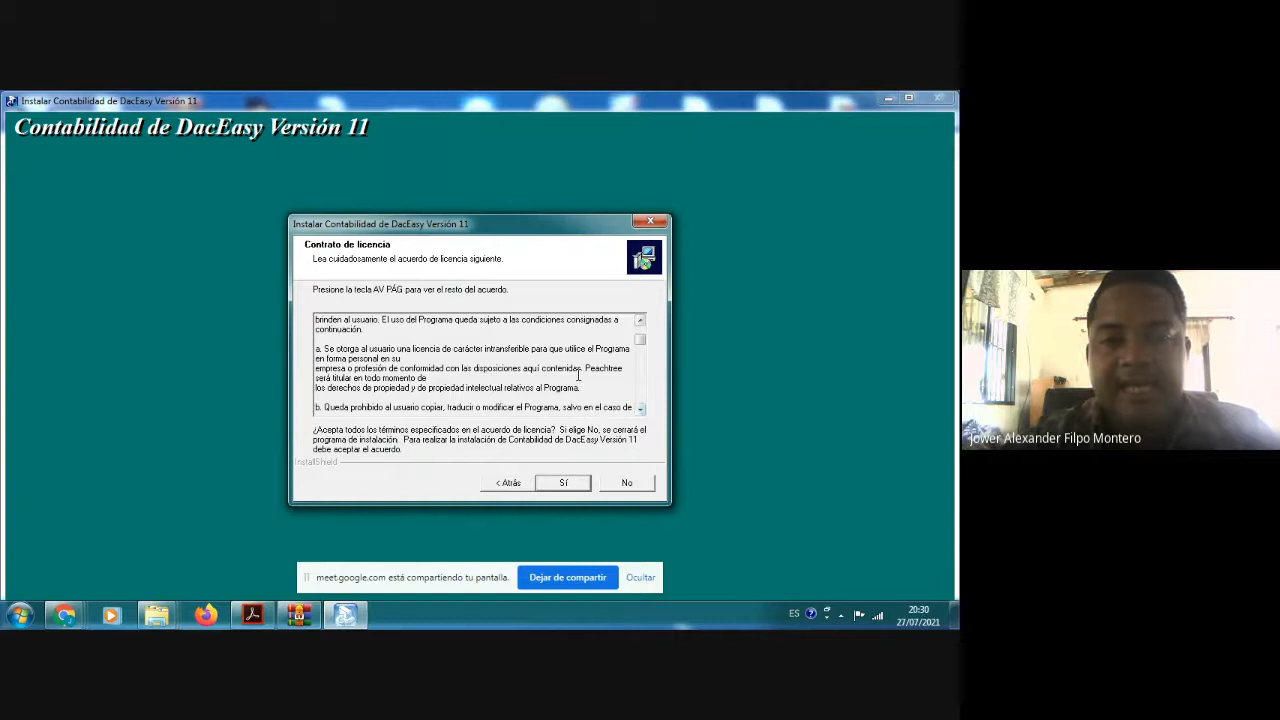 Instalar Contabilidad de DacEasy Versión 11
Contabilidad de DacEasy Versión 11
Instalar Contabilidad de DacEasy Versión 11
Contrato de licencia
Lea cuidadosamente el acuerdo de licencia siguiente.
Presione la tecla AV PÁG para ver el resto del acuerdo.
brinden al usuario. El uso del Programa queda sujeto a las condiciones consignadas a
continuación.
a. Se otorga al usuario una licencia de carácter intransferible para que utilice el Programa
en forma personal en su
empresa o profesión de conformidad con las disposiciones aquí contenidas. Peachtree
será titular en todo momento de
los derechos de propiedad y de propiedad intelectual relativos al Programa.
b. Queda prohibido al usuario copiar, traducir o modificar el Programa, salvo en el caso de
¿Acepta todos los términos especificados en el acuerdo de licencia? Si elige No, se cerrará el
programa de instalación. Para realizar la instalación de Contabilidad de DacEasy Versión 11
debe aceptar el acuerdo.
InstallShield
< Atrás
Sí
No
meet.google.com está compartiendo tu pantalla.
Dejar de compartir
Ocultar
ES
20:30
27/07/2021
Jower Alexander Filpo Montero